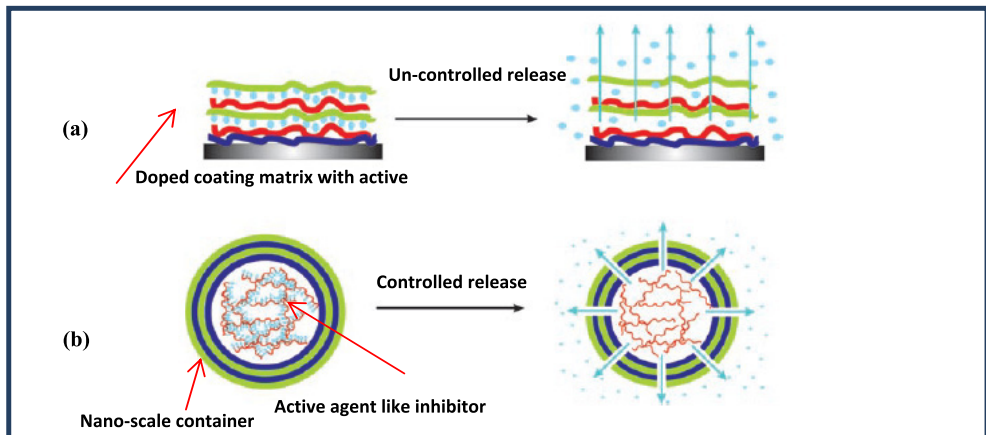 Un-controlled release
(a)
Doped coating matrix with active
Controlled release
(b)
Active agent like inhibitor
Nano-scale container